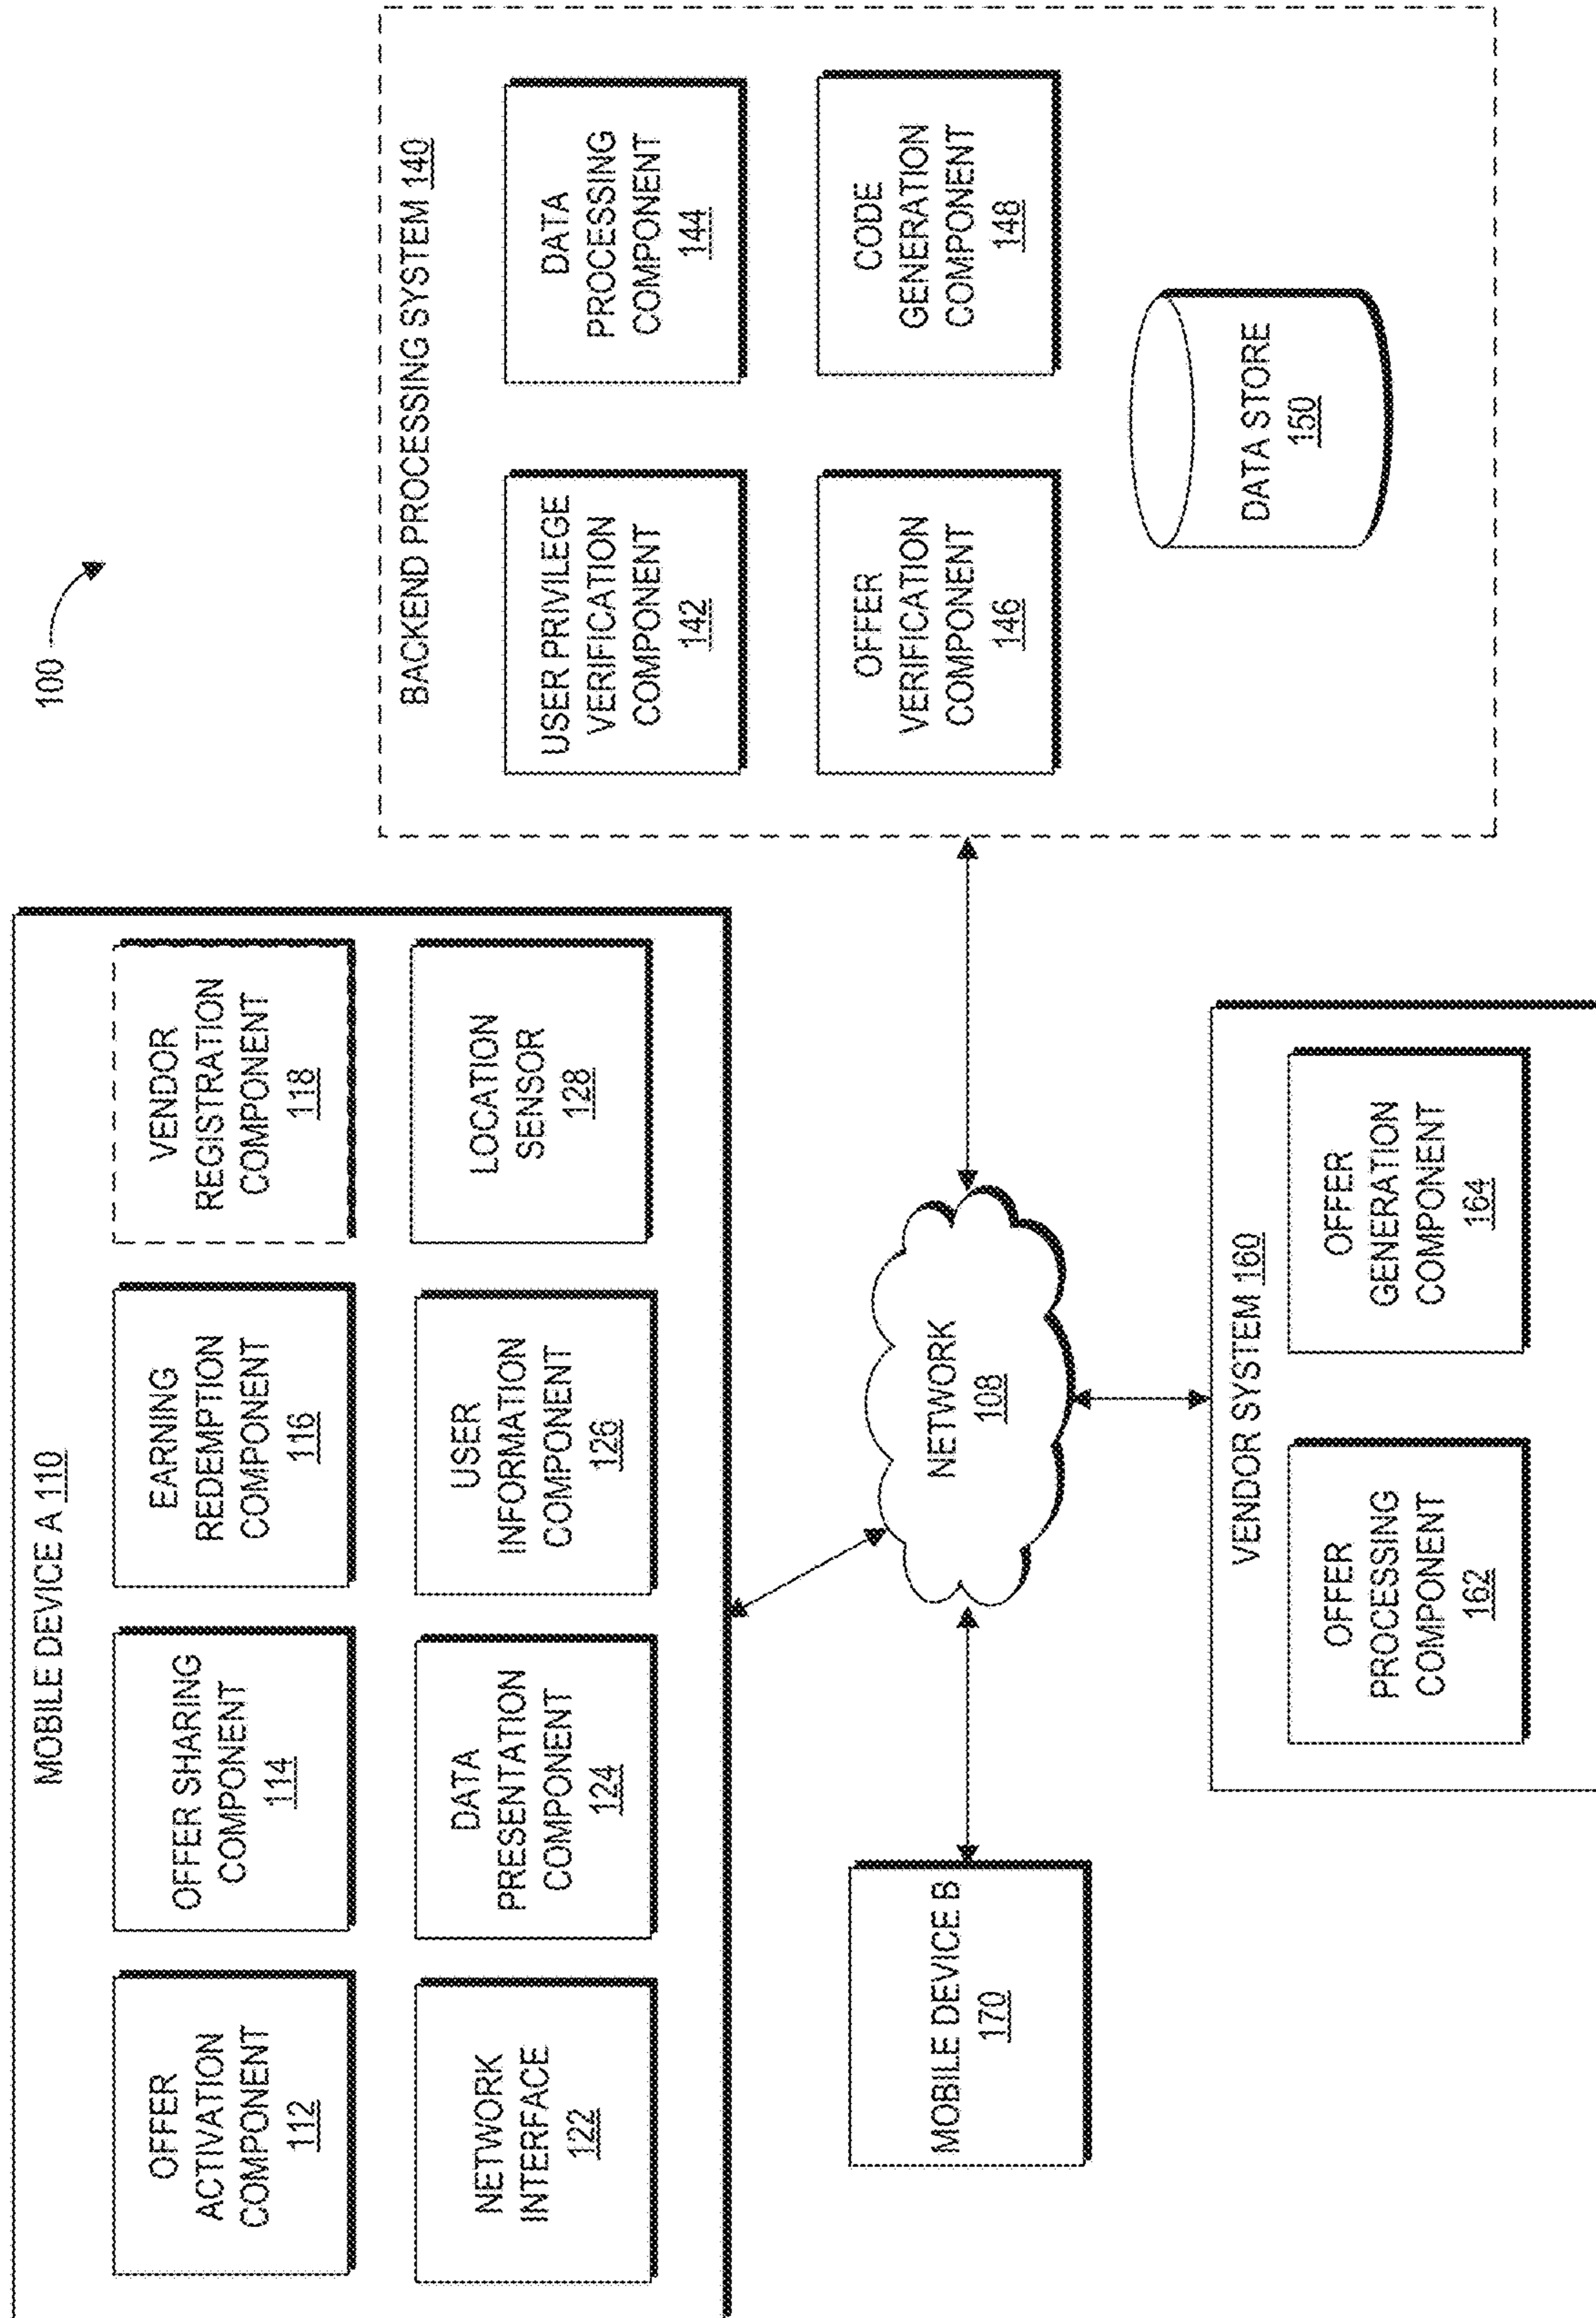 100
MOBILE DEVICE A 110
OFFER
ACTIVATION
COMPONENT
112
OFFER SHARING
COMPONENT
114
EARNING
REDEMPTION
COMPONENT
116
VENDOR
REGISTRATION
COMPONENT
118
NETWORK
INTERFACE
122
DATA
PRESENTATION
COMPONENT
124
USER
INFORMATION
COMPONENT
126
LOCATION
SENSOR
128
BACKEND PROCESSING SYSTEM 140
USER PRIVILEGE
VERIFICATION
COMPONENT
142
DATA
PROCESSING
COMPONENT
144
OFFER
VERIFICATION
COMPONENT
146
CODE
GENERATION
COMPONENT
148
DATA STORE
150
MOBILE DEVICE B
170
NETWORK
108
VENDOR SYSTEM 160
OFFER
PROCESSING
COMPONENT
162
OFFER
GENERATION
COMPONENT
164